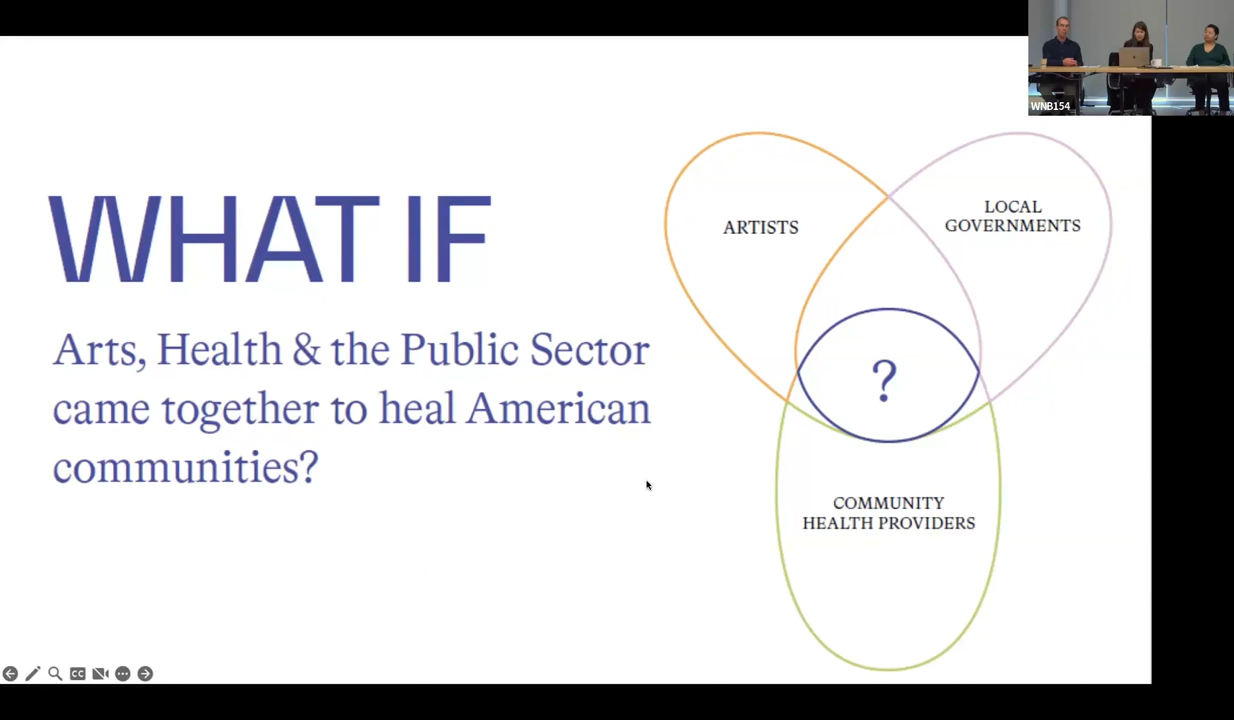 WNB154
WHAT IF
Arts, Health & the Public Sector
came together to heal American
communities?
ARTISTS
LOCAL
GOVERNMENTS
?
COMMUNITY
HEALTH PROVIDERS
CC